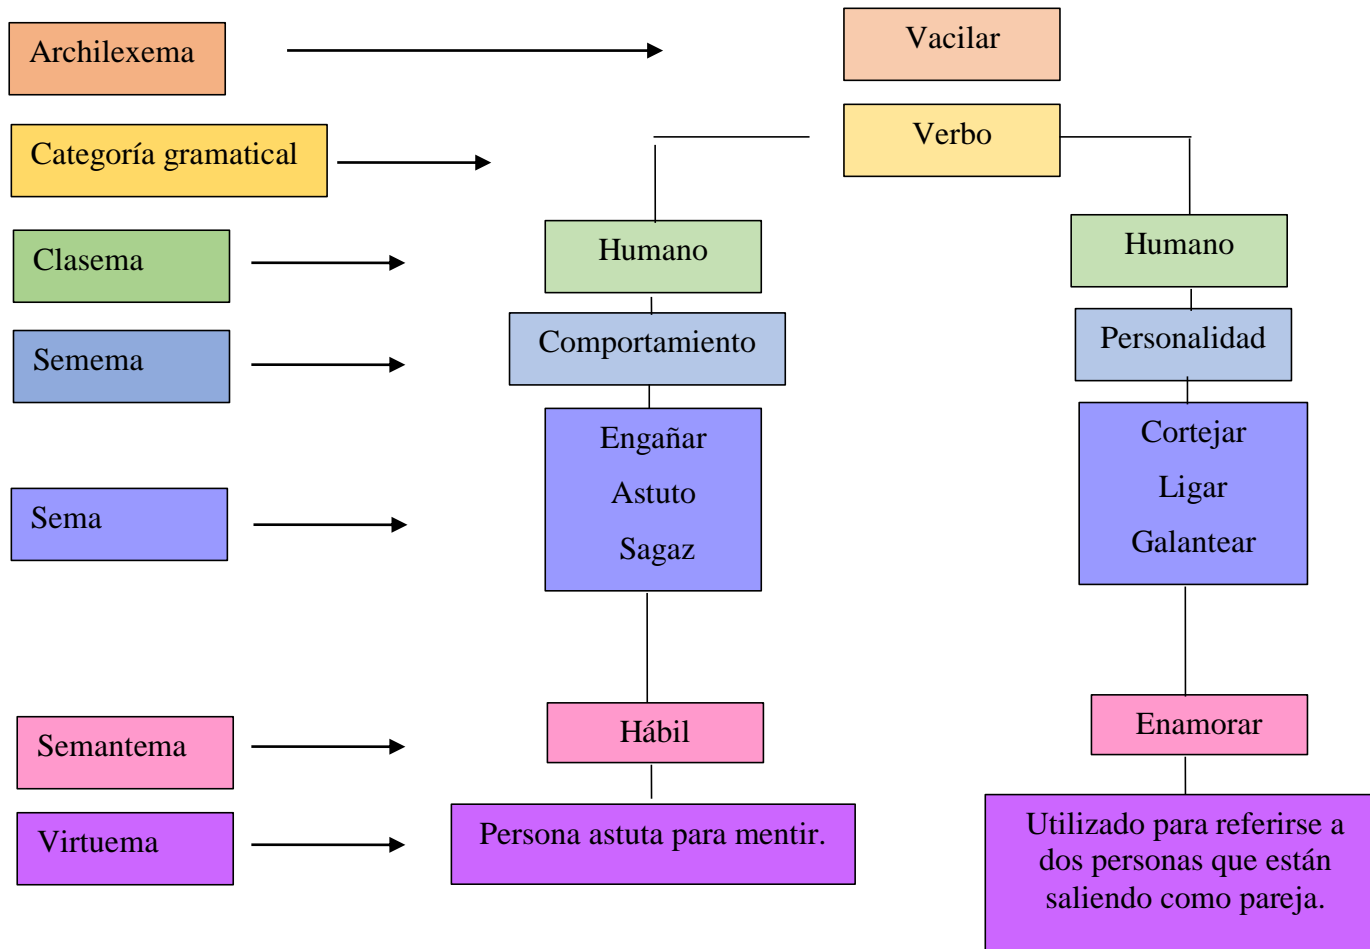 Archilexema
Vacilar
Categoría gramatical
Verbo
Clasema
Humano
Humano
Semema
Comportamiento
Personalidad
Sema
Engañar
Astuto
Sagaz
Cortejar
Ligar
Galantear
Semantema
Hábil
Enamorar
Virtuema
Persona astuta para mentir.
Utilizado para referirse a
dos personas que están
saliendo como pareja.